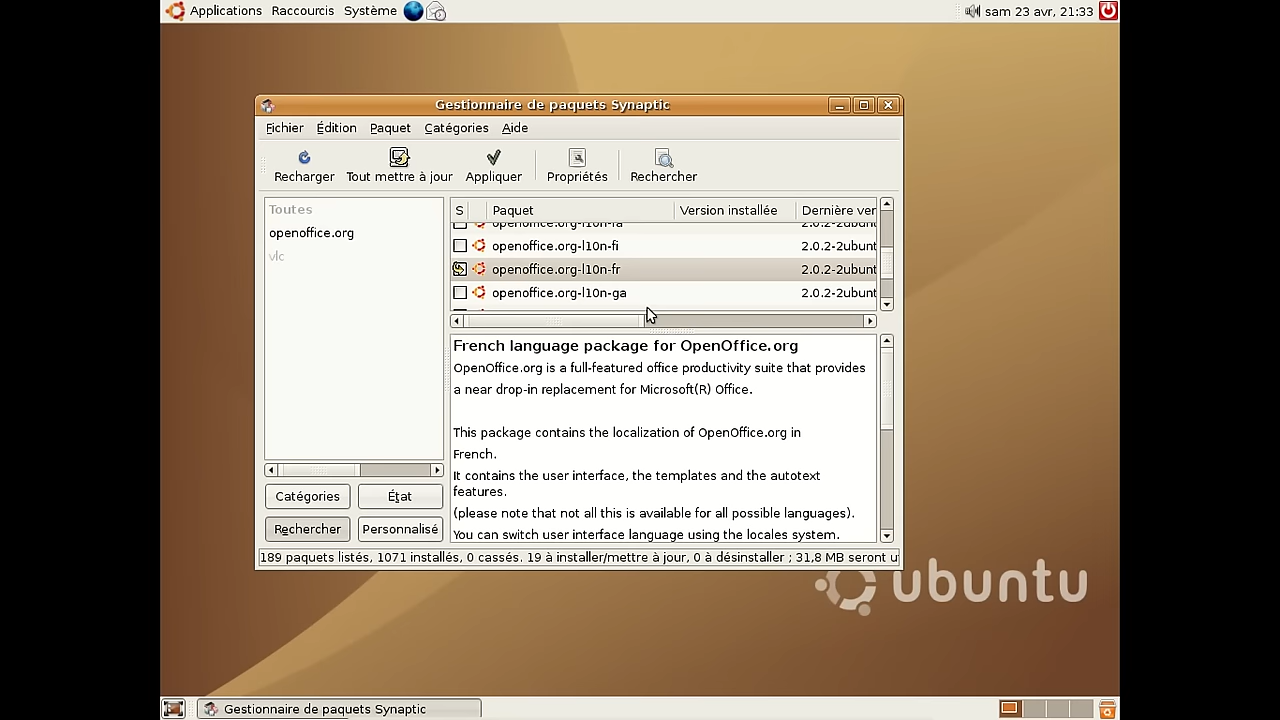 Applications Raccourcis Système
sam 23 avr, 21:33
Gestionnaire de paquets Synaptic
Fichier Édition Paquet Catégories Aide
Recharger Tout mettre à jour Appliquer Propriétés Rechercher
Toutes
openoffice.org
vlc
Catégories État
Rechercher Personnalisé
S Paquet Version installée Dernière ver
openoffice.org-l10n-fa
openoffice.org-l10n-fi 2.0.2-2ubunt
openoffice.org-l10n-fr 2.0.2-2ubunt
openoffice.org-l10n-ga 2.0.2-2ubunt
French language package for OpenOffice.org
OpenOffice.org is a full-featured office productivity suite that provides
a near drop-in replacement for Microsoft(R) Office.
This package contains the localization of OpenOffice.org in
French.
It contains the user interface, the templates and the autotext
features.
(please note that not all this is available for all possible languages).
You can switch user interface language using the locales system.
189 paquets listés, 1071 installés, 0 cassés. 19 à installer/mettre à jour, 0 à désinstaller ; 31,8 MB seront u
ubuntu
Gestionnaire de paquets Synaptic